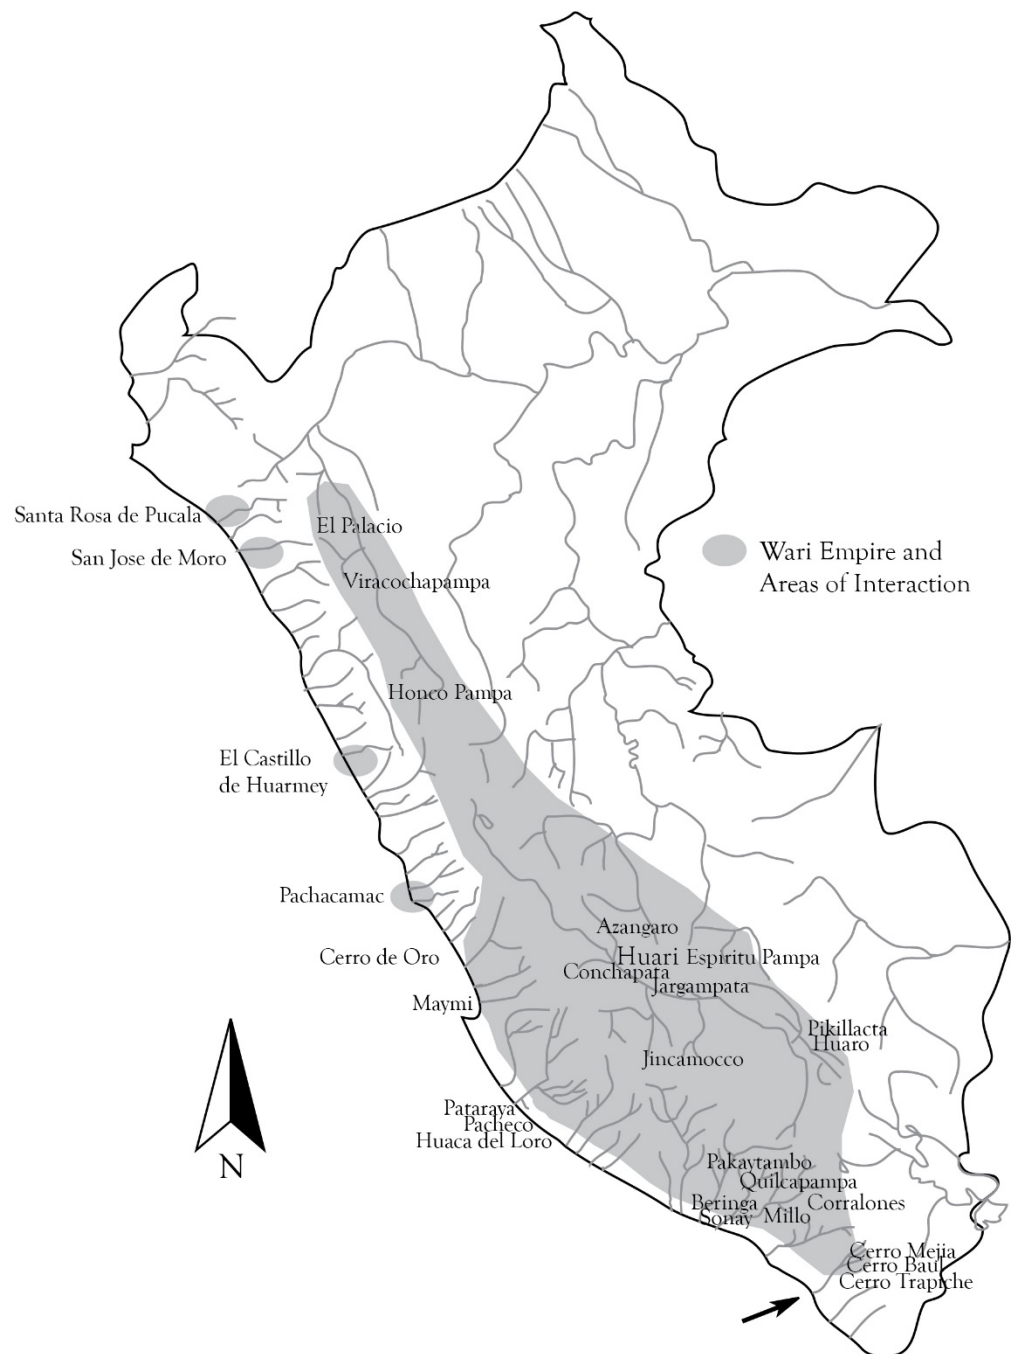 El Palacio
Santa Rosa de Pucala
San Jose de Moro
Wari Empire and
Areas of Interaction
Viracochapampa
Honco Pampa
El Castillo
de Huarmey
Pachacamac
Azangaro
Cerro de Oro
Huari
Espiritu Pampa
Conchapata
Jargampata
Maymi
Pikillacta
Huaro
Jincamocco
Pataraya
Pacheco
Huaca del Loro
N
Pakaytambo
Quilcapampa
Beringa
Corralones
Sonay
Millo
Cerro Mejia
Cerro Baul
Cerro Trapiche